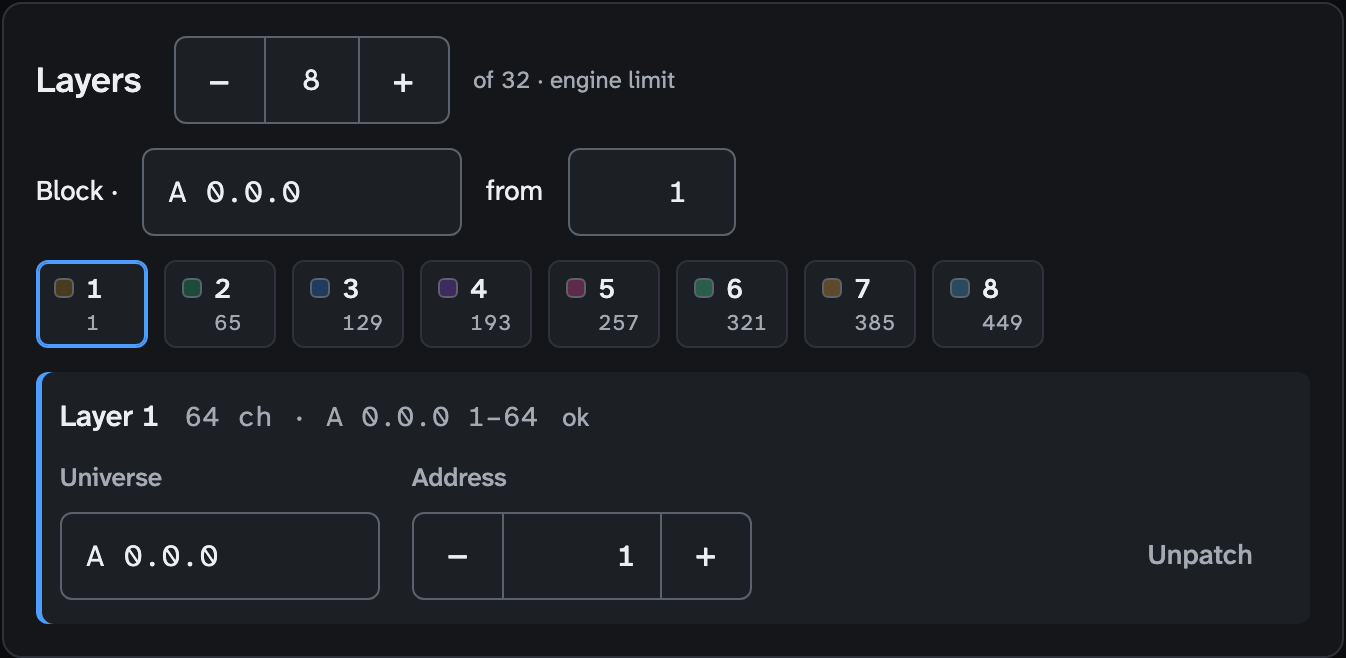 Layers − 8 + of 32 · engine limit
Block · A 0.0.0 from 1
1 2 3 4 5 6 7 8
1 65 129 193 257 321 385 449
Layer 1 64 ch · A 0.0.0 1–64 ok
Universe Address
A 0.0.0 − 1 + Unpatch